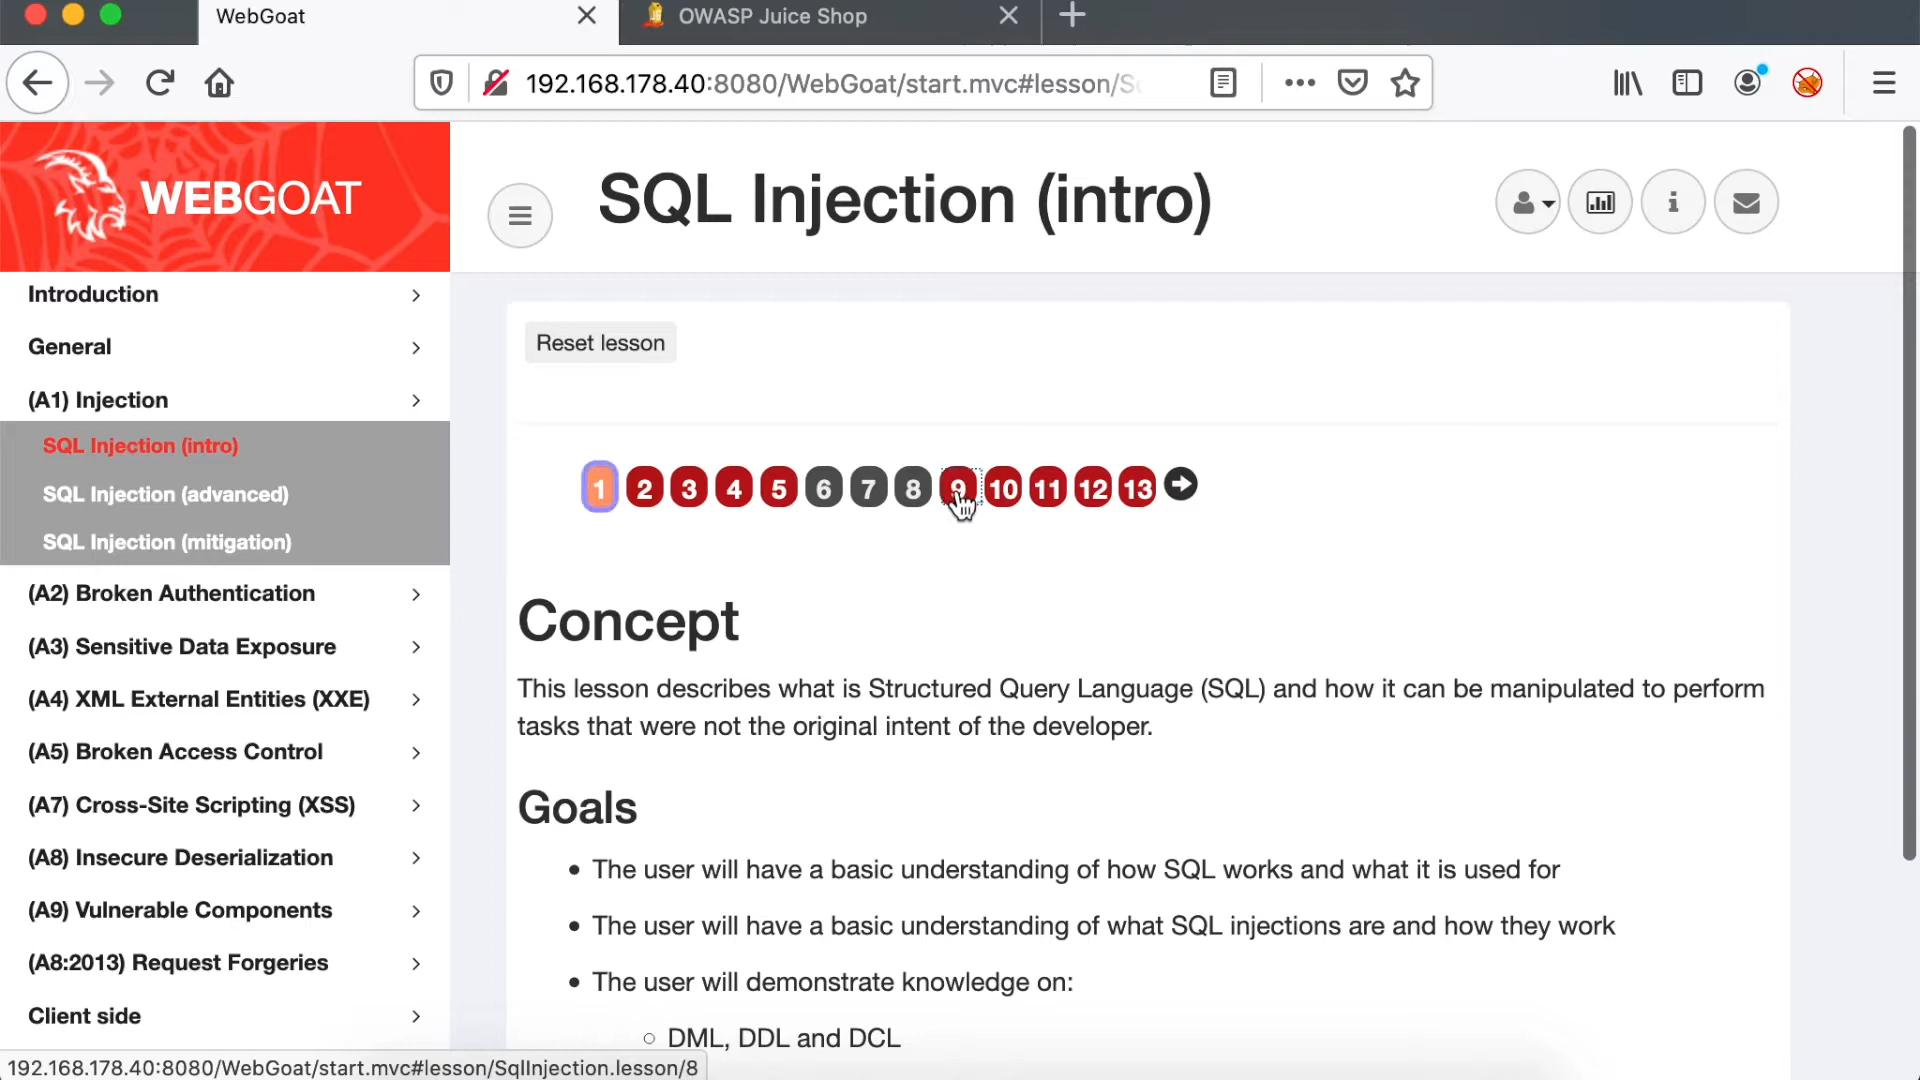 WebGoat
OWASP Juice Shop
192.168.178.40:8080/WebGoat/start.mvc#lesson/S
WEBGOAT
SQL Injection (intro)
Introduction
General
(A1) Injection
SQL Injection (intro)
SQL Injection (advanced)
SQL Injection (mitigation)
(A2) Broken Authentication
(A3) Sensitive Data Exposure
(A4) XML External Entities (XXE)
(A5) Broken Access Control
(A7) Cross-Site Scripting (XSS)
(A8) Insecure Deserialization
(A9) Vulnerable Components
(A8:2013) Request Forgeries
Client side
Reset lesson
1 2 3 4 5 6 7 8 9 10 11 12 13
Concept
This lesson describes what is Structured Query Language (SQL) and how it can be manipulated to perform
tasks that were not the original intent of the developer.
Goals
• The user will have a basic understanding of how SQL works and what it is used for
• The user will have a basic understanding of what SQL injections are and how they work
• The user will demonstrate knowledge on:
◦ DML, DDL and DCL
192.168.178.40:8080/WebGoat/start.mvc#lesson/SqlInjection.lesson/8